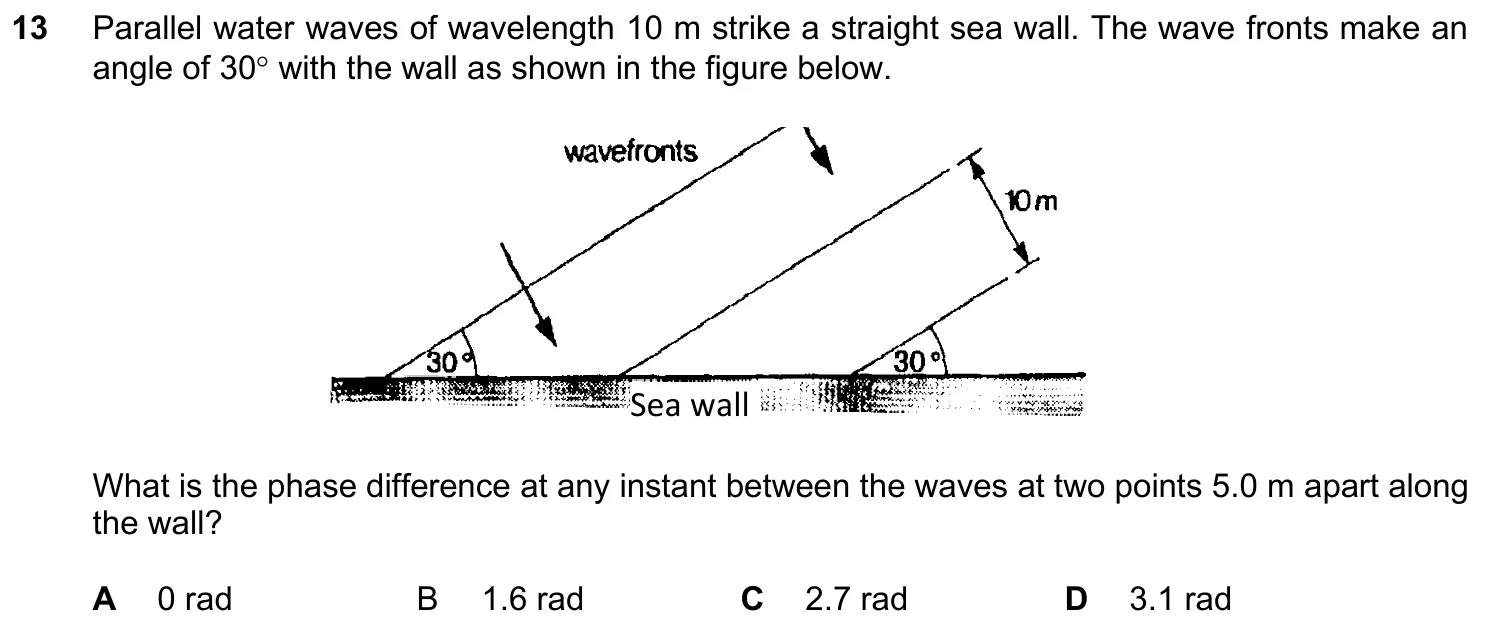 13 Parallel water waves of wavelength 10 m strike a straight sea wall. The wave fronts make an
angle of 30° with the wall as shown in the figure below.
wavefronts
10 m
30°
30°
Sea wall
What is the phase difference at any instant between the waves at two points 5.0 m apart along
the wall?
A 0 rad B 1.6 rad C 2.7 rad D 3.1 rad